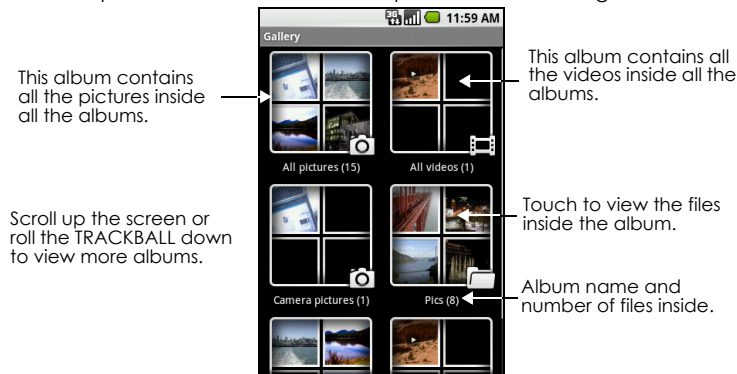 11:59 AM
Gallery
This album contains
all the pictures inside
all the albums.
This album contains all
the videos inside all the
albums.
All pictures (15)
All videos (1)
Scroll up the screen or
roll the TRACKBALL down
to view more albums.
Touch to view the files
inside the album.
Camera pictures (1)
Pics (8)
Album name and
number of files inside.